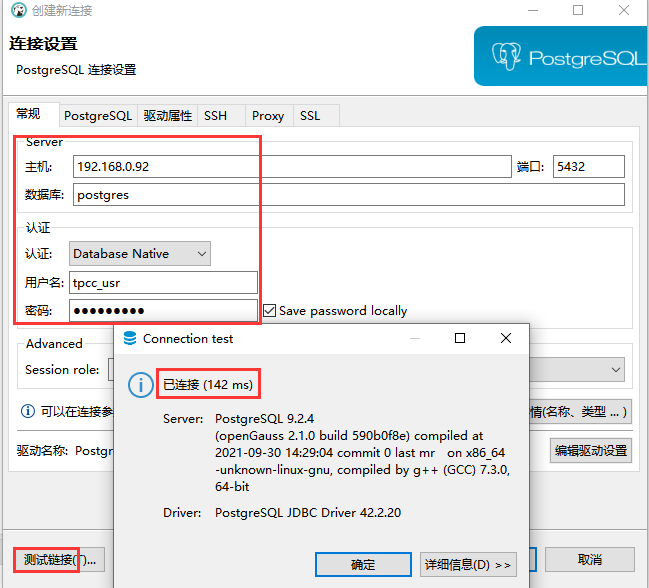 创建新连接
连接设置
PostgreSQL 连接设置
PostgreSQL
常规 PostgreSQL 驱动属性 SSH Proxy SSL
Server
主机: 192.168.0.92 端口: 5432
数据库: postgres
认证
认证: Database Native
用户名: tpcc_usr
密码: ●●●●●●●●● Save password locally
Advanced
Session role:
可以在连接参
情(名称、类型 ... )
驱动名称: Postgr
编辑驱动设置
Connection test
已连接 (142 ms)
Server: PostgreSQL 9.2.4
(openGauss 2.1.0 build 590b0f8e) compiled at
2021-09-30 14:29:04 commit 0 last mr on x86_64
-unknown-linux-gnu, compiled by g++ (GCC) 7.3.0,
64-bit
Driver: PostgreSQL JDBC Driver 42.2.20
确定 详细信息(D) >>
测试链接(T)...
取消